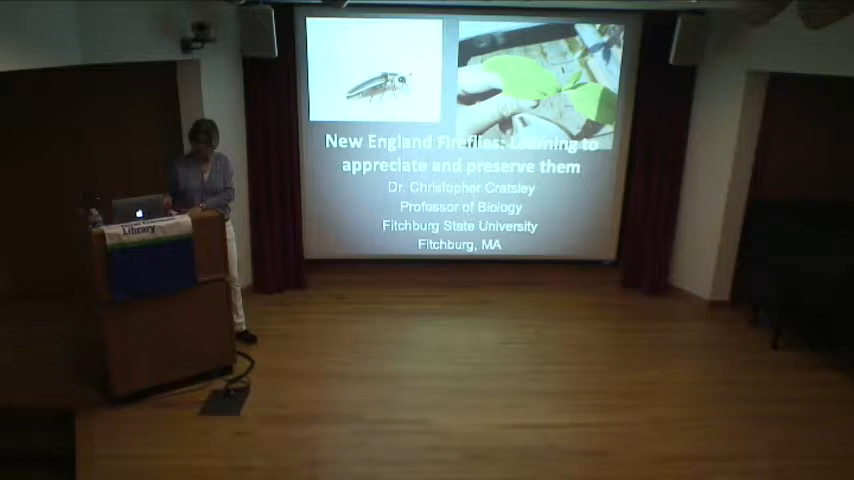 New England Fireflies: Learning to
appreciate and preserve them
Dr. Christopher Cratsley
Professor of Biology
Fitchburg State University
Fitchburg, MA
Library